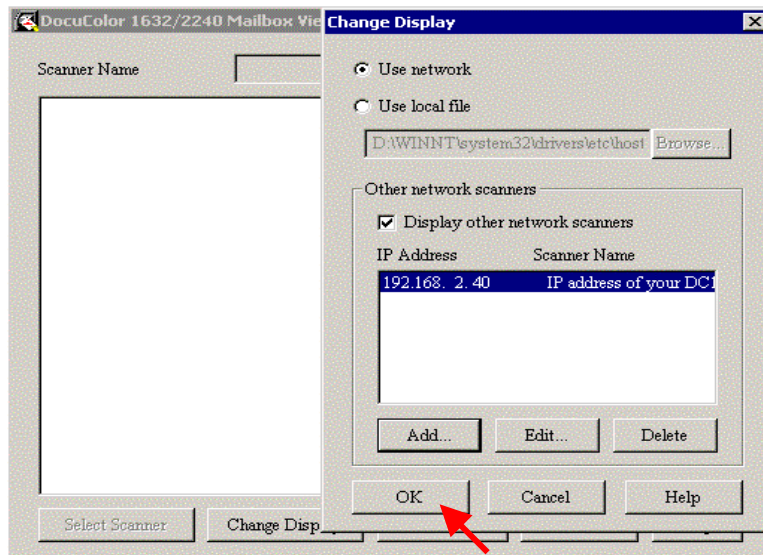 DocuColor 1632/2240 Mailbox Vie
Scanner Name
Select Scanner
Change Disp
Change Display
Use network
Use local file
D:\WINNT\system32\drivers\etc\host Browse...
Other network scanners
Display other network scanners
IP Address Scanner Name
192.168. 2. 40 IP address of your DC1
Add... Edit... Delete
OK Cancel Help